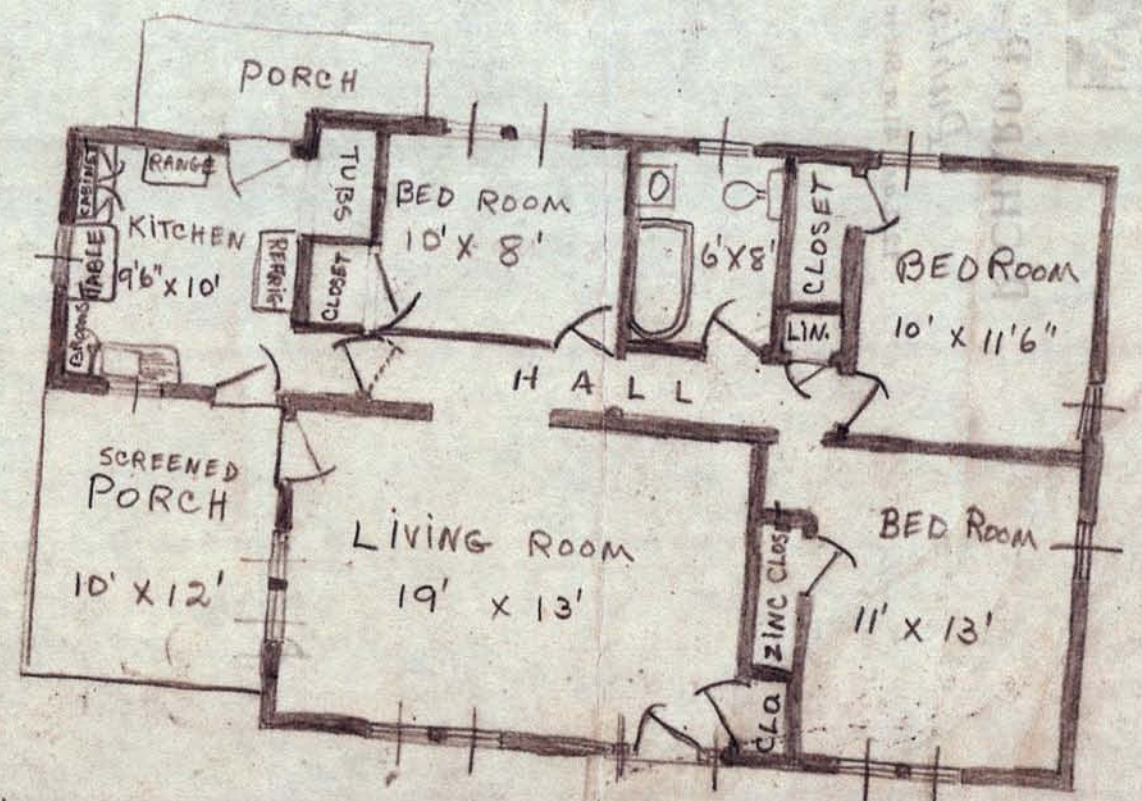 PORCH
RANGE
CABINET
TUBS
BED ROOM
10' X 8'
KITCHEN
9'6" X 10'
TABLE
REFRIG
CLOSET
6' X 8'
CLOSET
LIN.
BED ROOM
10' X 11'6"
HALL
SCREENED
PORCH
10' X 12'
LIVING ROOM
19' X 13'
ZINC CLOSET
CLO
BED ROOM
11' X 13'